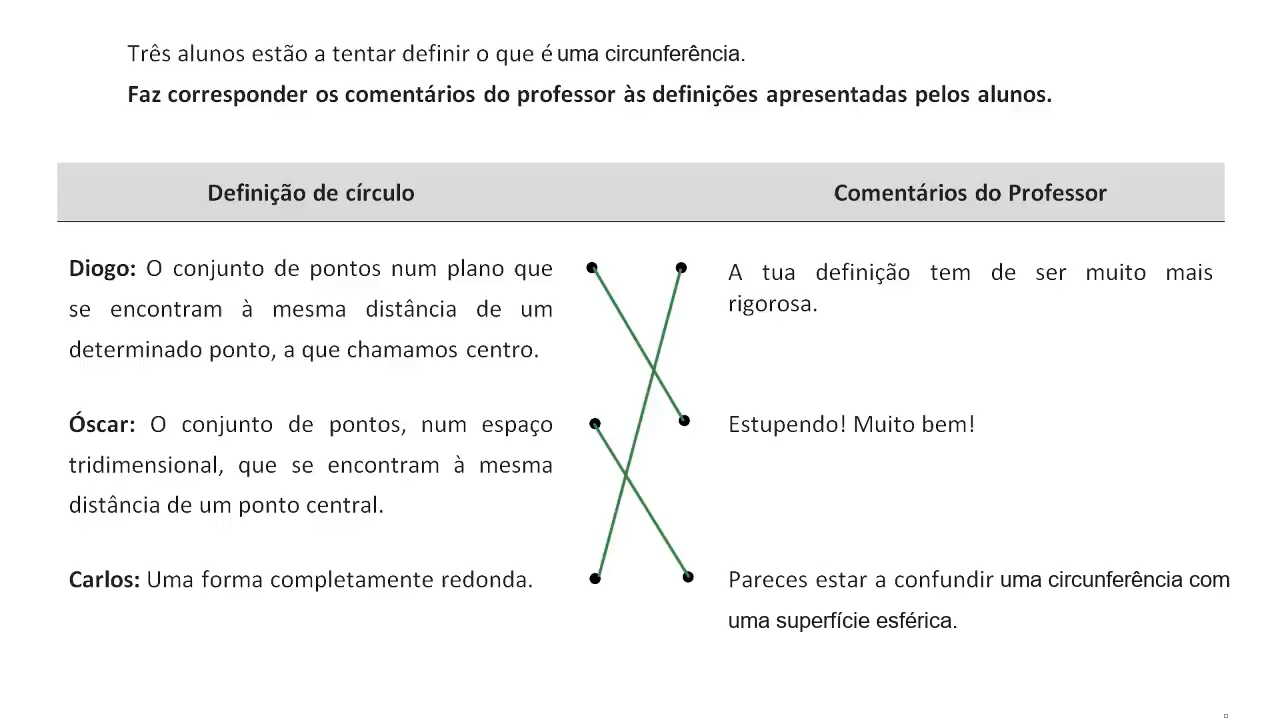 Três alunos estão a tentar definir o que é uma circunferência.
Faz corresponder os comentários do professor às definições apresentadas pelos alunos.
Definição de círculo
Comentários do Professor
Diogo: O conjunto de pontos num plano que
se encontram à mesma distância de um
determinado ponto, a que chamamos centro.
A tua definição tem de ser muito mais
rigorosa.
Óscar: O conjunto de pontos, num espaço
tridimensional, que se encontram à mesma
distância de um ponto central.
Estupendo! Muito bem!
Carlos: Uma forma completamente redonda.
Pareces estar a confundir uma circunferência com
uma superfície esférica.